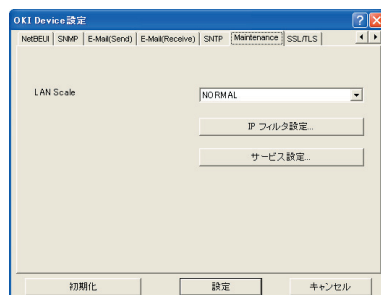 OKI Device設定
NetBEUI SNMP E-Mail(Send) E-Mail(Receive) SNTP Maintenance SSL/TLS
LAN Scale NORMAL
IP フィルタ設定...
サービス設定...
初期化 設定 キャンセル